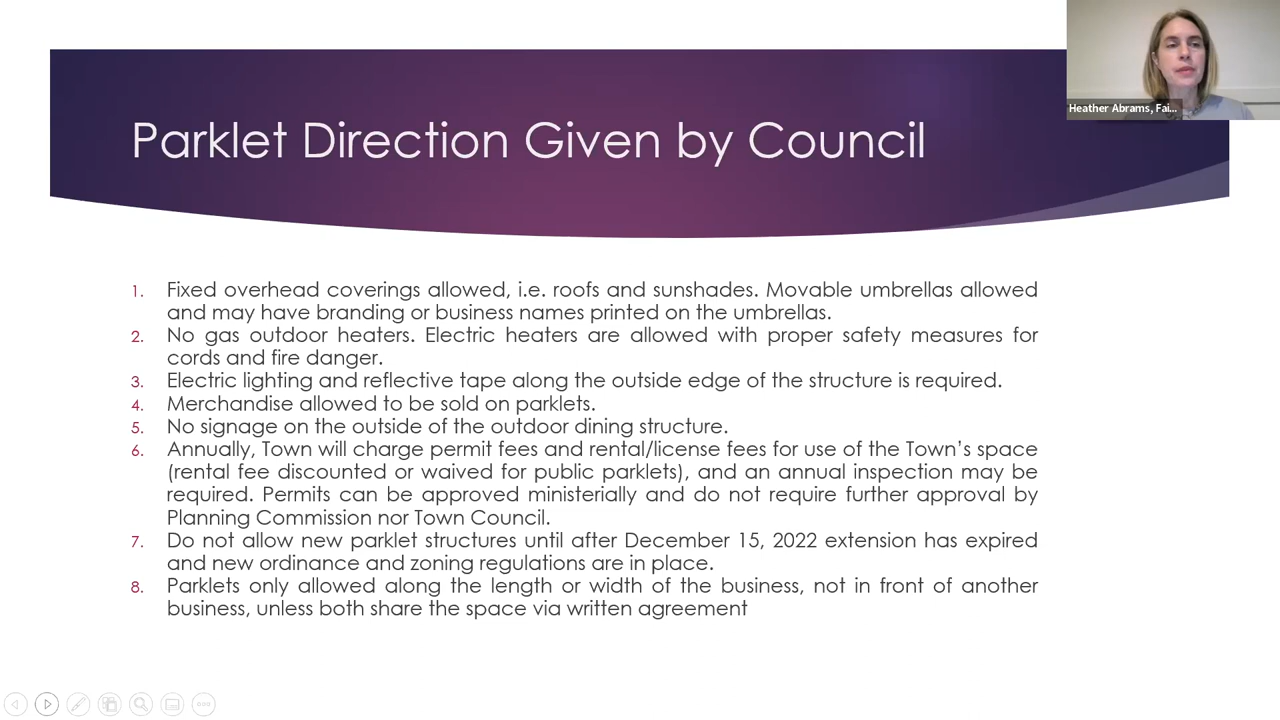 Heather Abrams, Fai...
Parklet Direction Given by Council
1. Fixed overhead coverings allowed, i.e. roofs and sunshades. Movable umbrellas allowed
and may have branding or business names printed on the umbrellas.
2. No gas outdoor heaters. Electric heaters are allowed with proper safety measures for
cords and fire danger.
3. Electric lighting and reflective tape along the outside edge of the structure is required.
4. Merchandise allowed to be sold on parklets.
5. No signage on the outside of the outdoor dining structure.
6. Annually, Town will charge permit fees and rental/license fees for use of the Town's space
(rental fee discounted or waived for public parklets), and an annual inspection may be
required. Permits can be approved ministerially and do not require further approval by
Planning Commission nor Town Council.
7. Do not allow new parklet structures until after December 15, 2022 extension has expired
and new ordinance and zoning regulations are in place.
8. Parklets only allowed along the length or width of the business, not in front of another
business, unless both share the space via written agreement